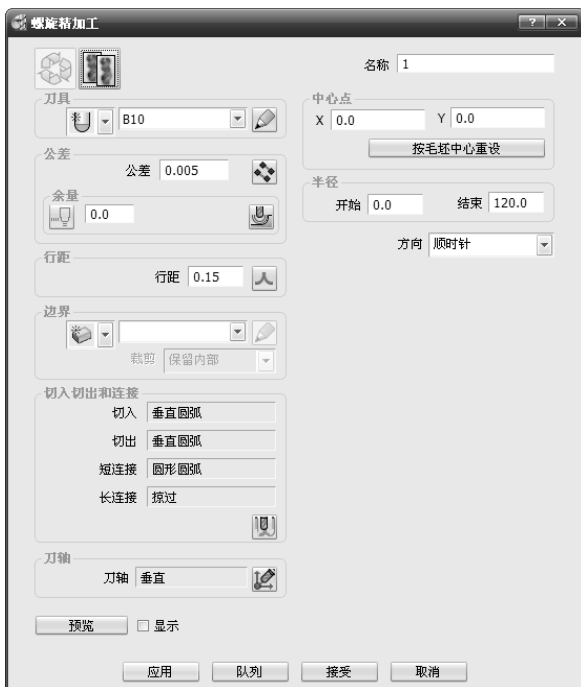 螺旋精加工
名称 1
刀具
B10
公差
公差 0.005
余量
0.0
行距
行距 0.15
边界
裁剪 保留内部
切入切出和连接
切入 垂直圆弧
切出 垂直圆弧
短连接 圆形圆弧
长连接 掠过
刀轴
刀轴 垂直
预览 显示
中心点
X 0.0 Y 0.0
按毛坯中心重设
半径
开始 0.0 结束 120.0
方向 顺时针
应用 队列 接受 取消